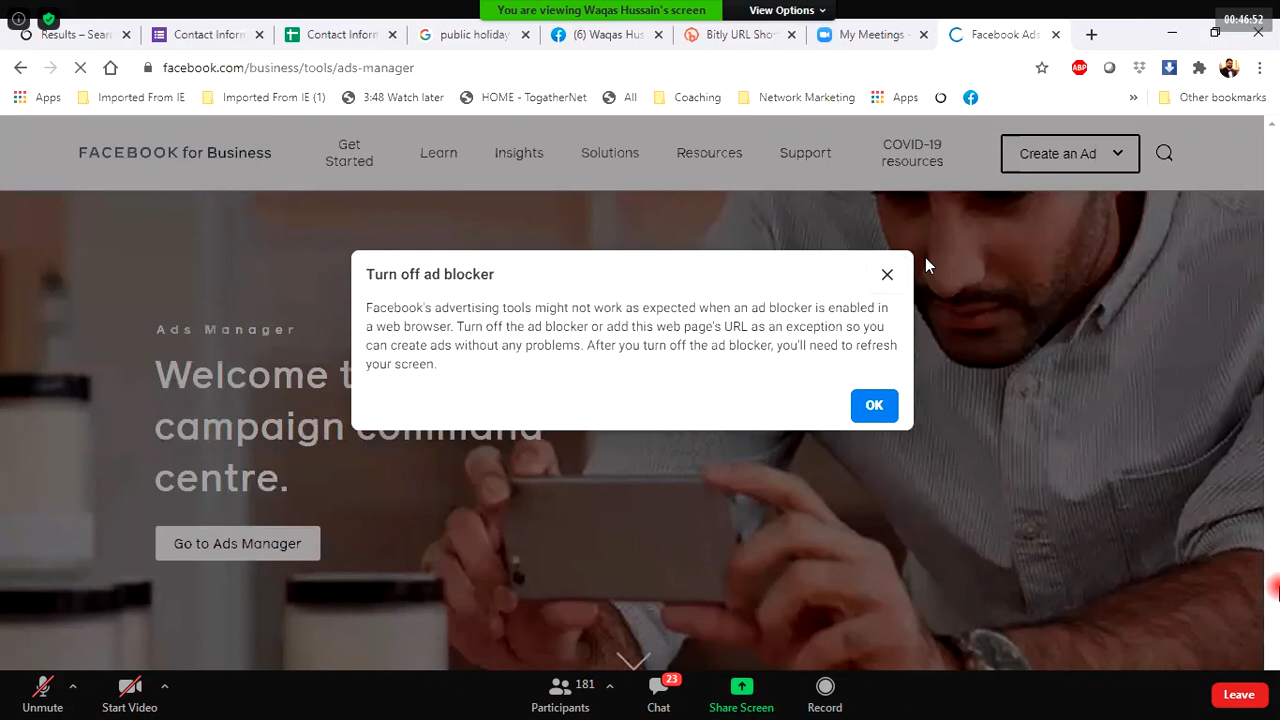 You are viewing Waqas Hussain's screen
View Options
00:46:52
Results – Sear
Contact Inform
Contact inform
public holiday
(6) Waqas Hus
Bitly URL Sho
My Meetings -
Facebook Ads
facebook.com/business/tools/ads-manager
ABP
Apps
Imported From IE
Imported From IE (1)
3:48 Watch later
HOME - TogatherNet
All
Coaching
Network Marketing
Apps
»
Other bookmarks
FACEBOOK for Business
Get Started
Learn
Insights
Solutions
Resources
Support
COVID-19 resources
Create an Ad
Turn off ad blocker
Facebook's advertising tools might not work as expected when an ad blocker is enabled in
a web browser. Turn off the ad blocker or add this web page's URL as an exception so you
can create ads without any problems. After you turn off the ad blocker, you'll need to refresh
your screen.
OK
Ads Manager
Welcome t
campaign command
centre.
Go to Ads Manager
Unmute
Start Video
181
Participants
23
Chat
Share Screen
Record
Leave